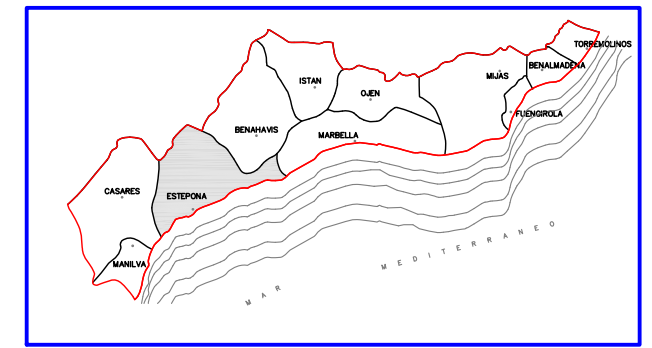 TORREMOLINOS
BENALMADENA
MIJAS
ISTAN
OJEN
FUENGIROLA
BENAHAVIS
MARBELLA
CASARES
ESTEPONA
MANILVA
MAR MEDITERRANEO